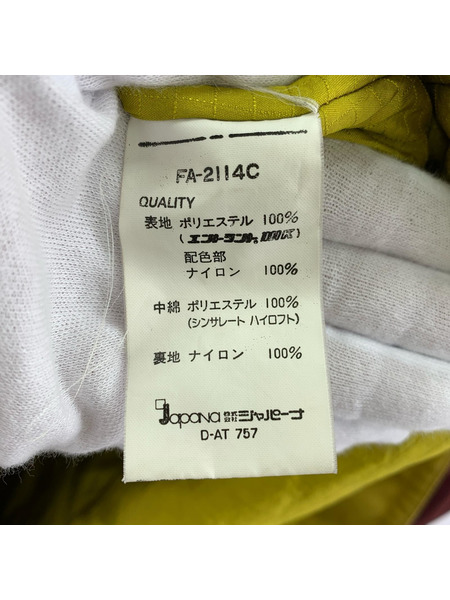 FA-2114C
QUALITY
表地 ポリエステル 100%
(エントラント)
配色部
ナイロン 100%
中綿 ポリエステル 100%
(シンサレート ハイロフト)
裏地 ナイロン 100%
Japana 株式会社 ジャパーナ
D-AT 757